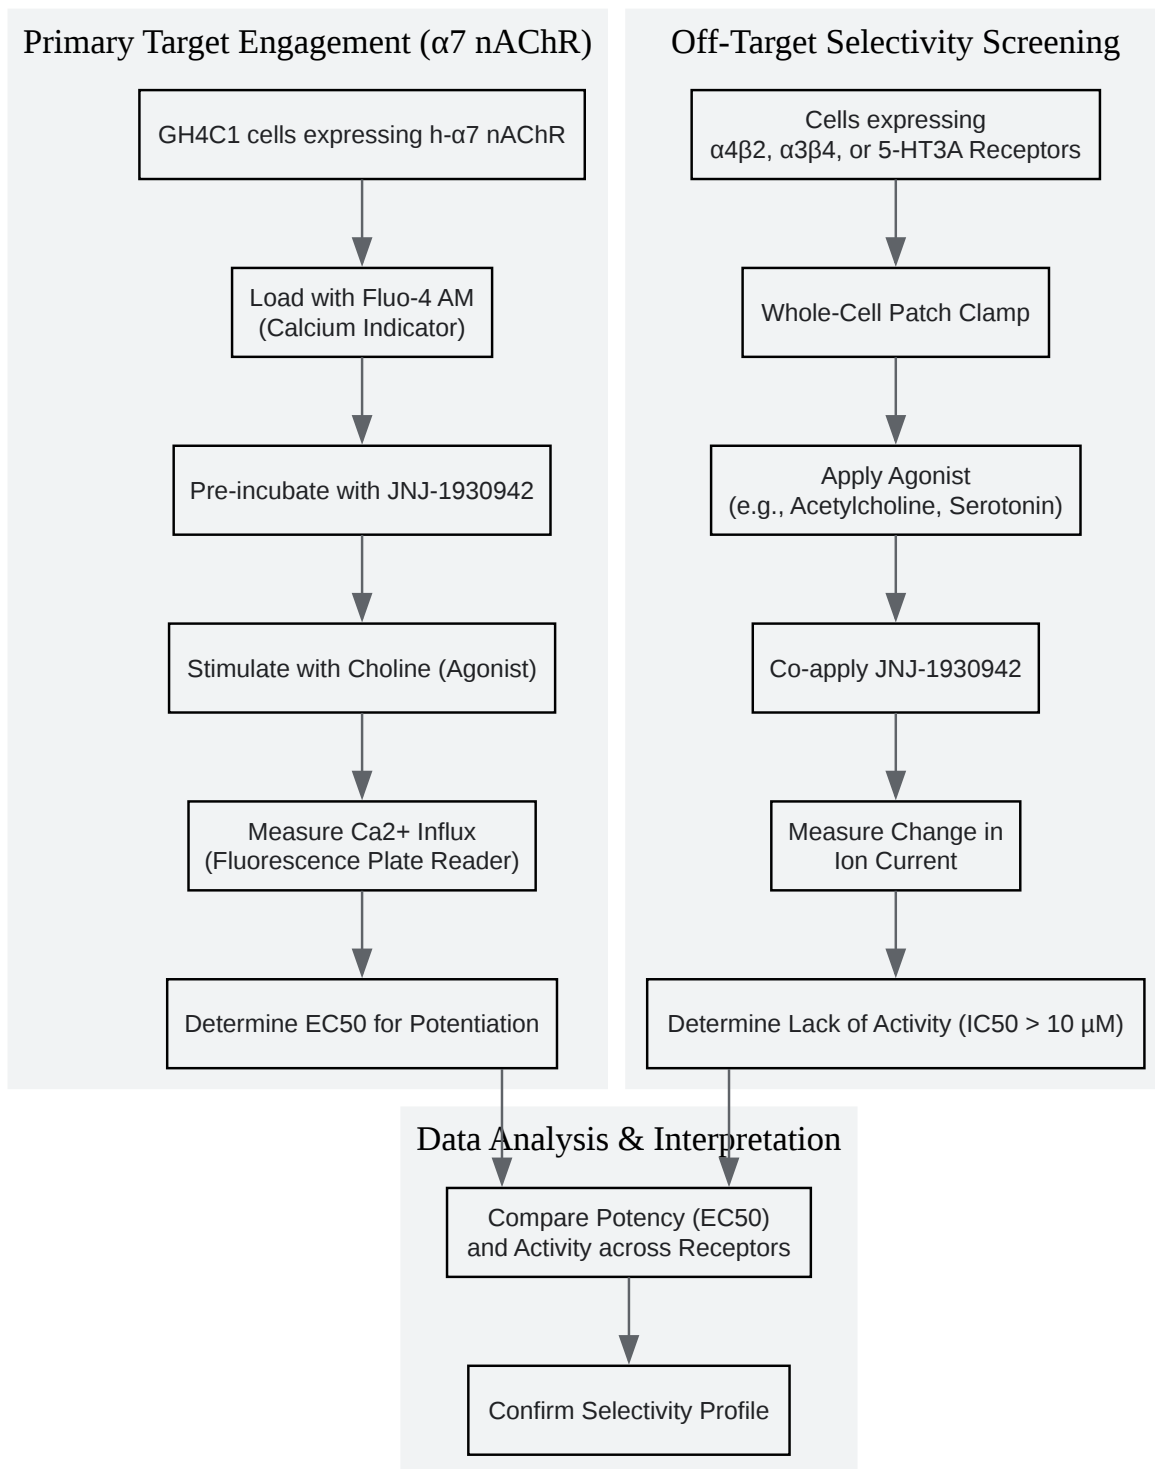 Primary Target Engagement (α7 nAChR)
GH4C1 cells expressing h-α7 nAChR
Load with Fluo-4 AM
(Calcium Indicator)
Pre-incubate with JNJ-1930942
Stimulate with Choline (Agonist)
Measure Ca2+ Influx
(Fluorescence Plate Reader)
Determine EC50 for Potentiation
Off-Target Selectivity Screening
Cells expressing
α4β2, α3β4, or 5-HT3A Receptors
Whole-Cell Patch Clamp
Apply Agonist
(e.g., Acetylcholine, Serotonin)
Co-apply JNJ-1930942
Measure Change in
Ion Current
Determine Lack of Activity (IC50 > 10 µM)
Data Analysis & Interpretation
Compare Potency (EC50)
and Activity across Receptors
Confirm Selectivity Profile